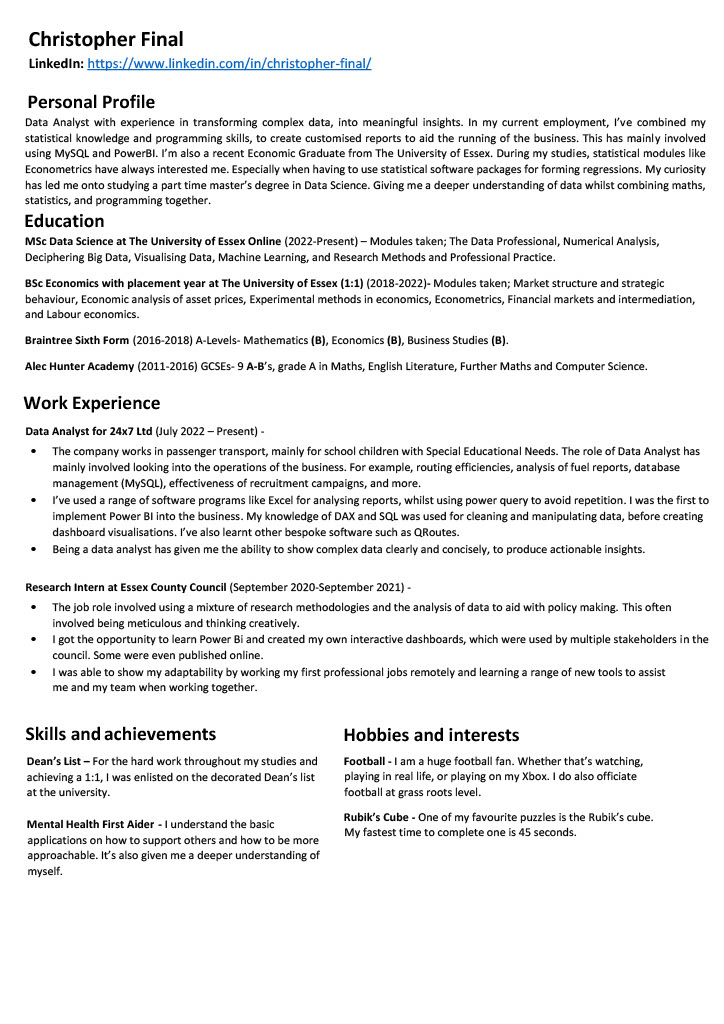 Christopher Final
LinkedIn: https://www.linkedin.com/in/christopher-final/
Personal Profile
Data Analyst with experience in transforming complex data, into meaningful insights. In my current employment, I’ve combined my
statistical knowledge and programming skills, to create customised reports to aid the running of the business. This has mainly involved
using MySQL and PowerBI. I’m also a recent Economic Graduate from The University of Essex. During my studies, statistical modules like
Econometrics have always interested me. Especially when having to use statistical software packages for forming regressions. My curiosity
has led me onto studying a part time master’s degree in Data Science. Giving me a deeper understanding of data whilst combining maths,
statistics, and programming together.
Education
MSc Data Science at The University of Essex Online (2022-Present) – Modules taken; The Data Professional, Numerical Analysis,
Deciphering Big Data, Visualising Data, Machine Learning, and Research Methods and Professional Practice.
BSc Economics with placement year at The University of Essex (1:1) (2018-2022)- Modules taken; Market structure and strategic
behaviour, Economic analysis of asset prices, Experimental methods in economics, Econometrics, Financial markets and intermediation,
and Labour economics.
Braintree Sixth Form (2016-2018) A-Levels- Mathematics (B), Economics (B), Business Studies (B).
Alec Hunter Academy (2011-2016) GCSEs- 9 A-B’s, grade A in Maths, English Literature, Further Maths and Computer Science.
Work Experience
Data Analyst for 24x7 Ltd (July 2022 – Present) -
• The company works in passenger transport, mainly for school children with Special Educational Needs. The role of Data Analyst has
mainly involved looking into the operations of the business. For example, routing efficiencies, analysis of fuel reports, database
management (MySQL), effectiveness of recruitment campaigns, and more.
• I’ve used a range of software programs like Excel for analysing reports, whilst using power query to avoid repetition. I was the first to
implement Power BI into the business. My knowledge of DAX and SQL was used for cleaning and manipulating data, before creating
dashboard visualisations. I’ve also learnt other bespoke software such as QRoutes.
• Being a data analyst has given me the ability to show complex data clearly and concisely, to produce actionable insights.
Research Intern at Essex County Council (September 2020-September 2021) -
• The job role involved using a mixture of research methodologies and the analysis of data to aid with policy making. This often
involved being meticulous and thinking creatively.
• I got the opportunity to learn Power Bi and created my own interactive dashboards, which were used by multiple stakeholders in the
council. Some were even published online.
• I was able to show my adaptability by working my first professional jobs remotely and learning a range of new tools to assist
me and my team when working together.
Skills and achievements
Dean’s List – For the hard work throughout my studies and
achieving a 1:1, I was enlisted on the decorated Dean’s list
at the university.
Mental Health First Aider - I understand the basic
applications on how to support others and how to be more
approachable. It’s also given me a deeper understanding of
myself.
Hobbies and interests
Football - I am a huge football fan. Whether that’s watching,
playing in real life, or playing on my Xbox. I do also officiate
football at grass roots level.
Rubik’s Cube - One of my favourite puzzles is the Rubik’s cube.
My fastest time to complete one is 45 seconds.